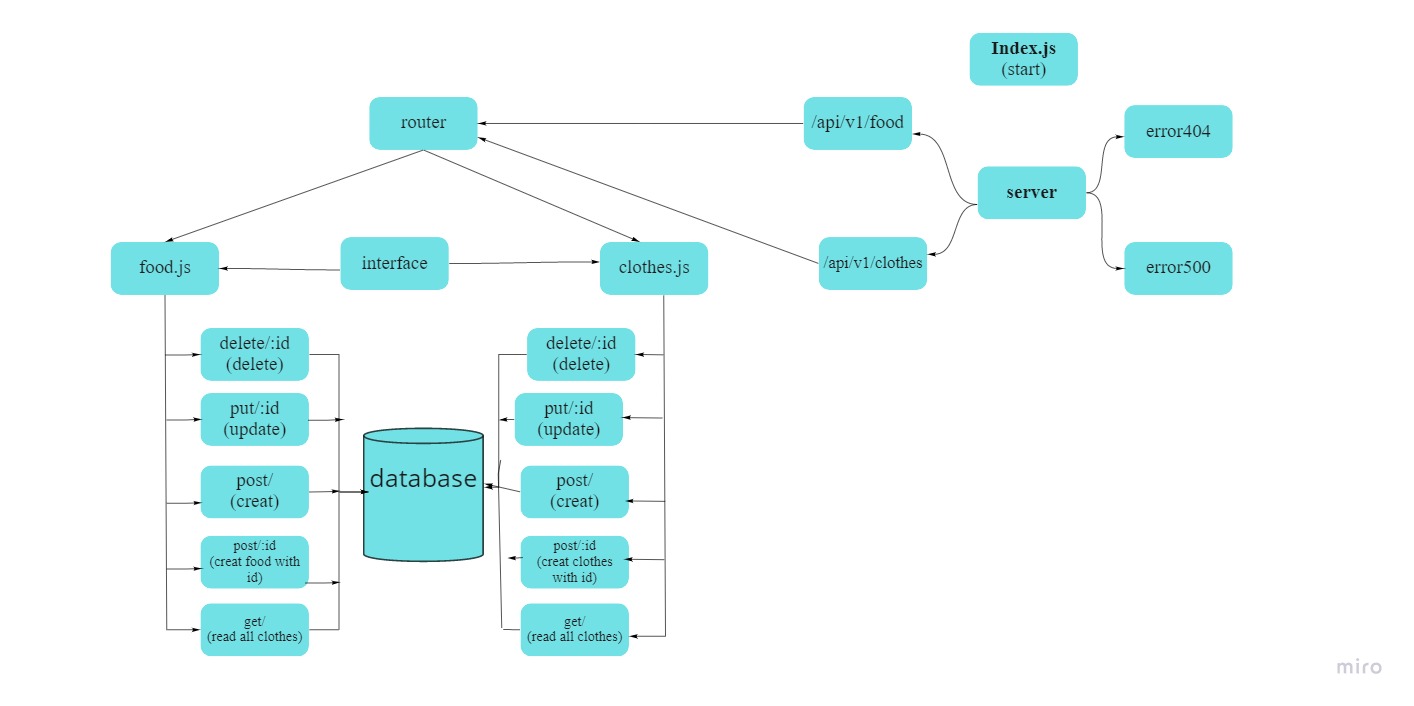 Index.js
(start)
router
/api/v1/food
error404
server
food.js
interface
clothes.js
/api/v1/clothes
error500
delete/:id
(delete)
delete/:id
(delete)
put/:id
(update)
put/:id
(update)
database
post/
(creat)
post/
(creat)
post/:id
(creat food with
id)
post/:id
(creat clothes
with id)
get/
(read all clothes)
get/
(read all clothes)
miro